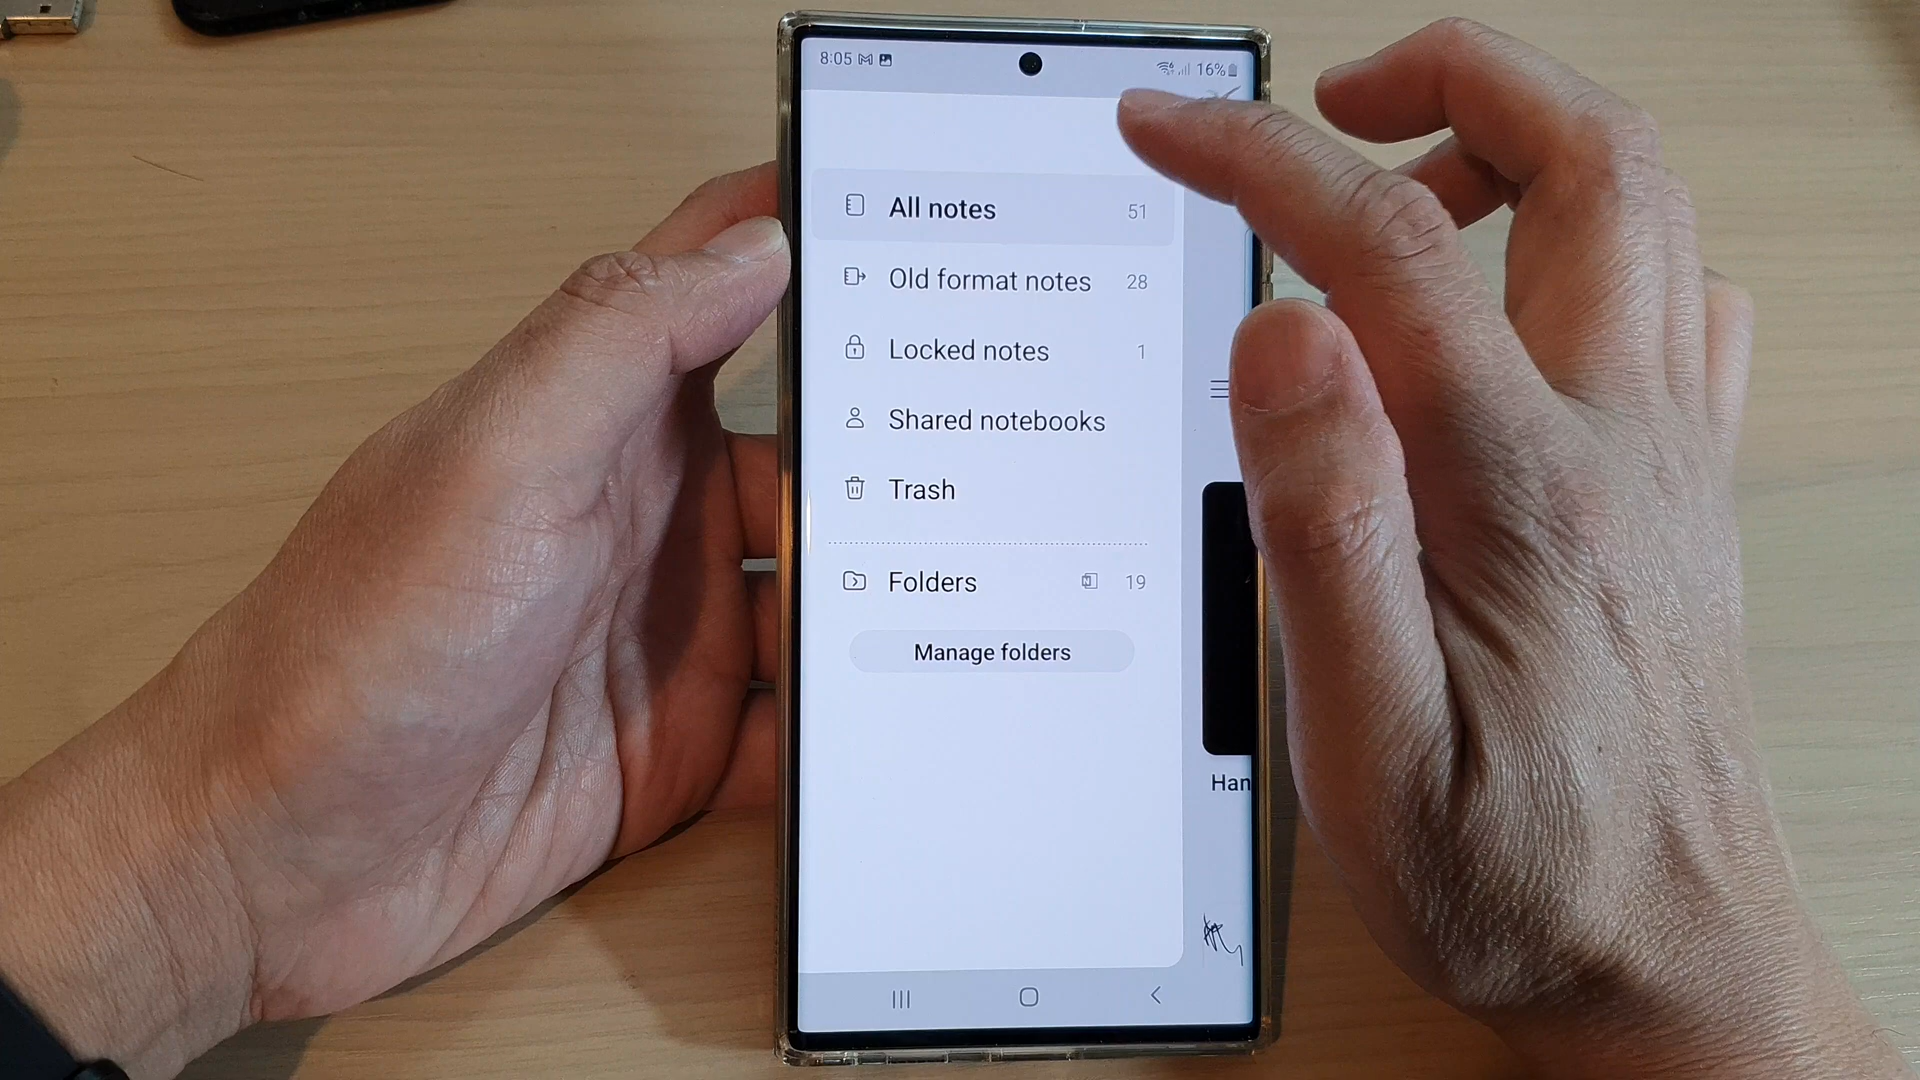 8:05 16%
All notes 51
Old format notes 28
Locked notes 1
Shared notebooks
Trash
Folders 19
Manage folders
Han